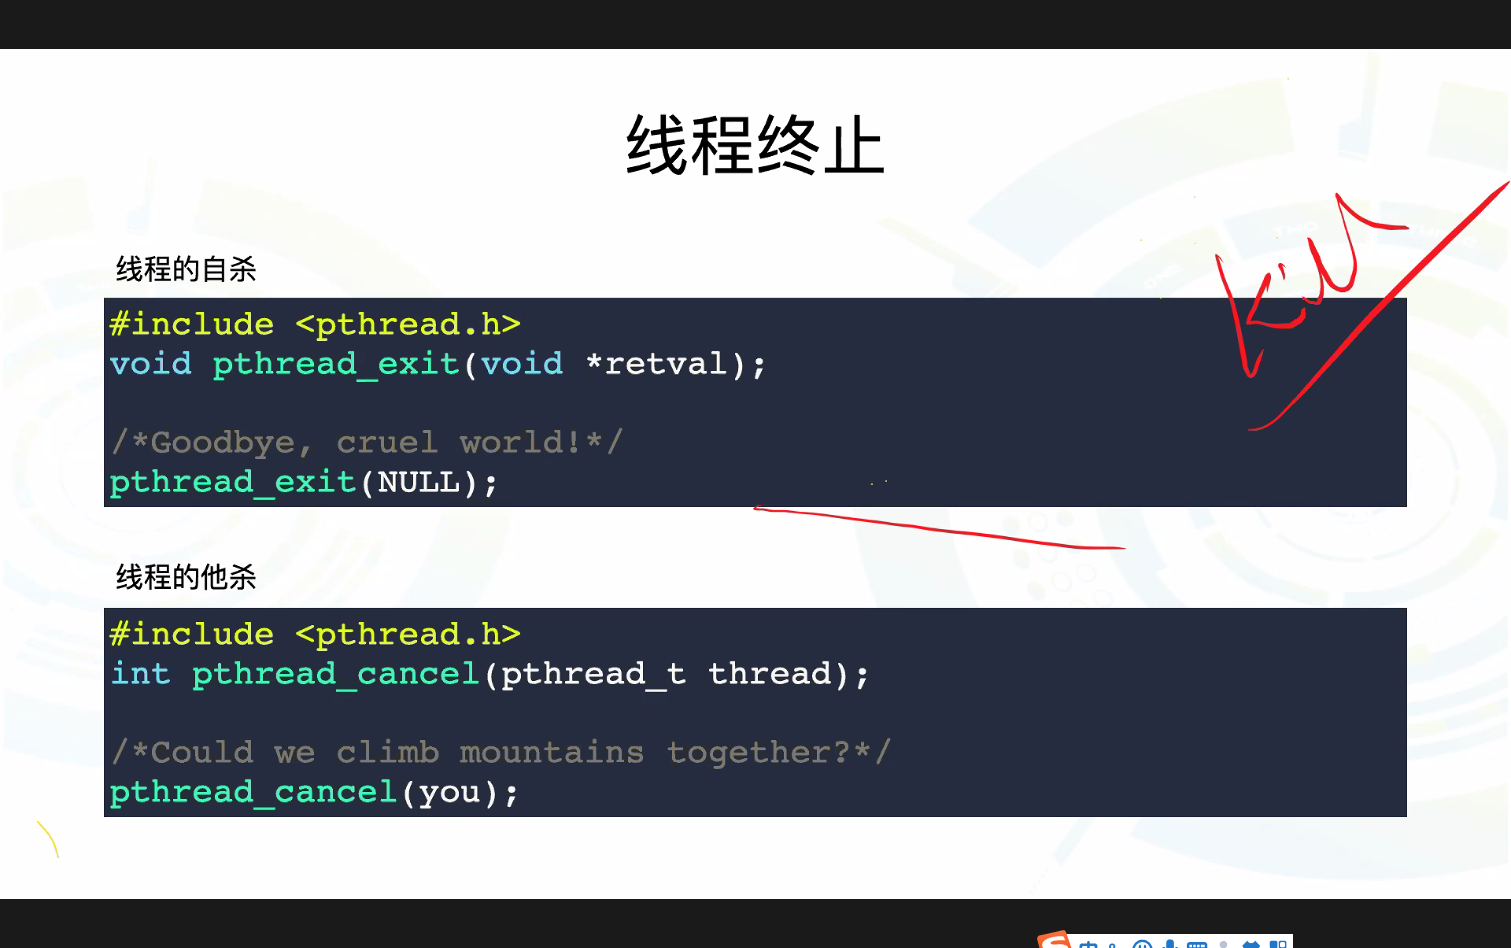 线程终止
kill
线程的自杀
#include <pthread.h>
void pthread_exit(void *retval);
/*Goodbye, cruel world!*/
pthread_exit(NULL);
线程的他杀
#include <pthread.h>
int pthread_cancel(pthread_t thread);
/*Could we climb mountains together?*/
pthread_cancel(you);
中